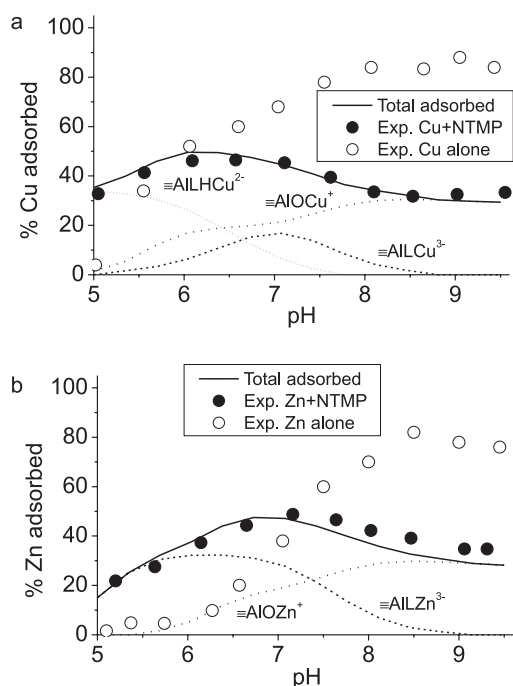 a
100
80
60
40
20
0
% Cu adsorbed
Total adsorbed
Exp. Cu+NTMP
Exp. Cu alone
≡AlLHCu²⁻
≡AlOCu⁺
≡AlLCu³⁻
5 6 7 8 9
pH
b
100
80
60
40
20
0
% Zn adsorbed
Total adsorbed
Exp. Zn+NTMP
Exp. Zn alone
≡AlOZn⁺
≡AlLZn³⁻
5 6 7 8 9
pH